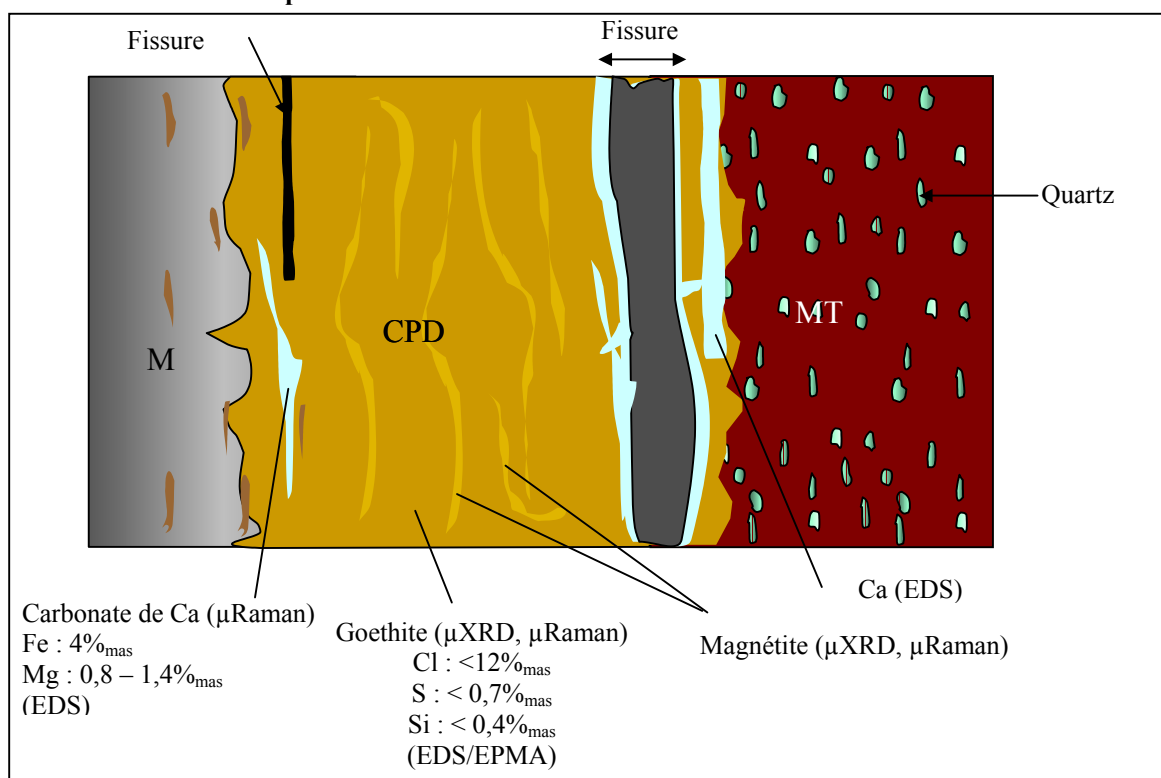 Fissure
Fissure
Quartz
M
CPD
MT
Ca (EDS)
Carbonate de Ca (µRaman)
Fe : 4%mas
Mg : 0,8 – 1,4%mas
(EDS)
Goethite (µXRD, µRaman)
Cl : <12%mas
S : < 0,7%mas
Si : < 0,4%mas
(EDS/EPMA)
Magnétite (µXRD, µRaman)